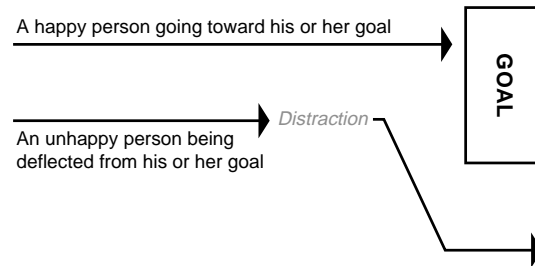 A happy person going toward his or her goal
GOAL
Distraction
An unhappy person being
deflected from his or her goal